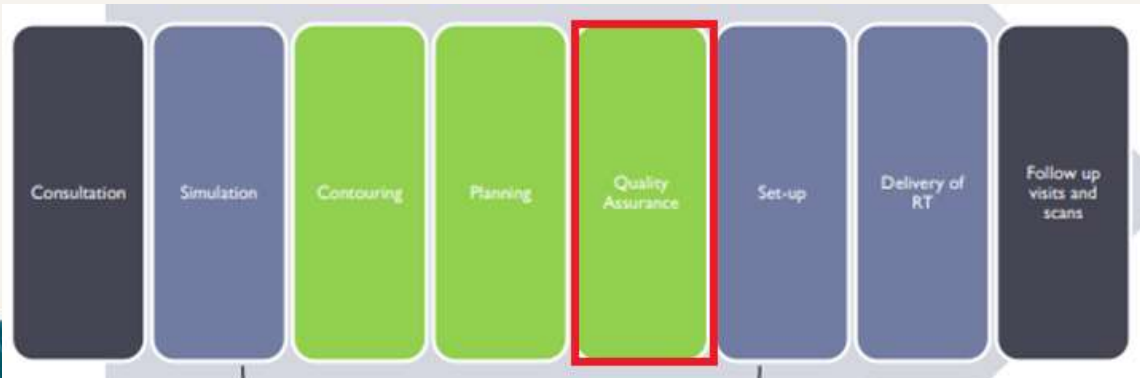 Consultation
Simulation
Contouring
Planning
Quality
Assurance
Set-up
Delivery of
RT
Follow up
visits and
scans